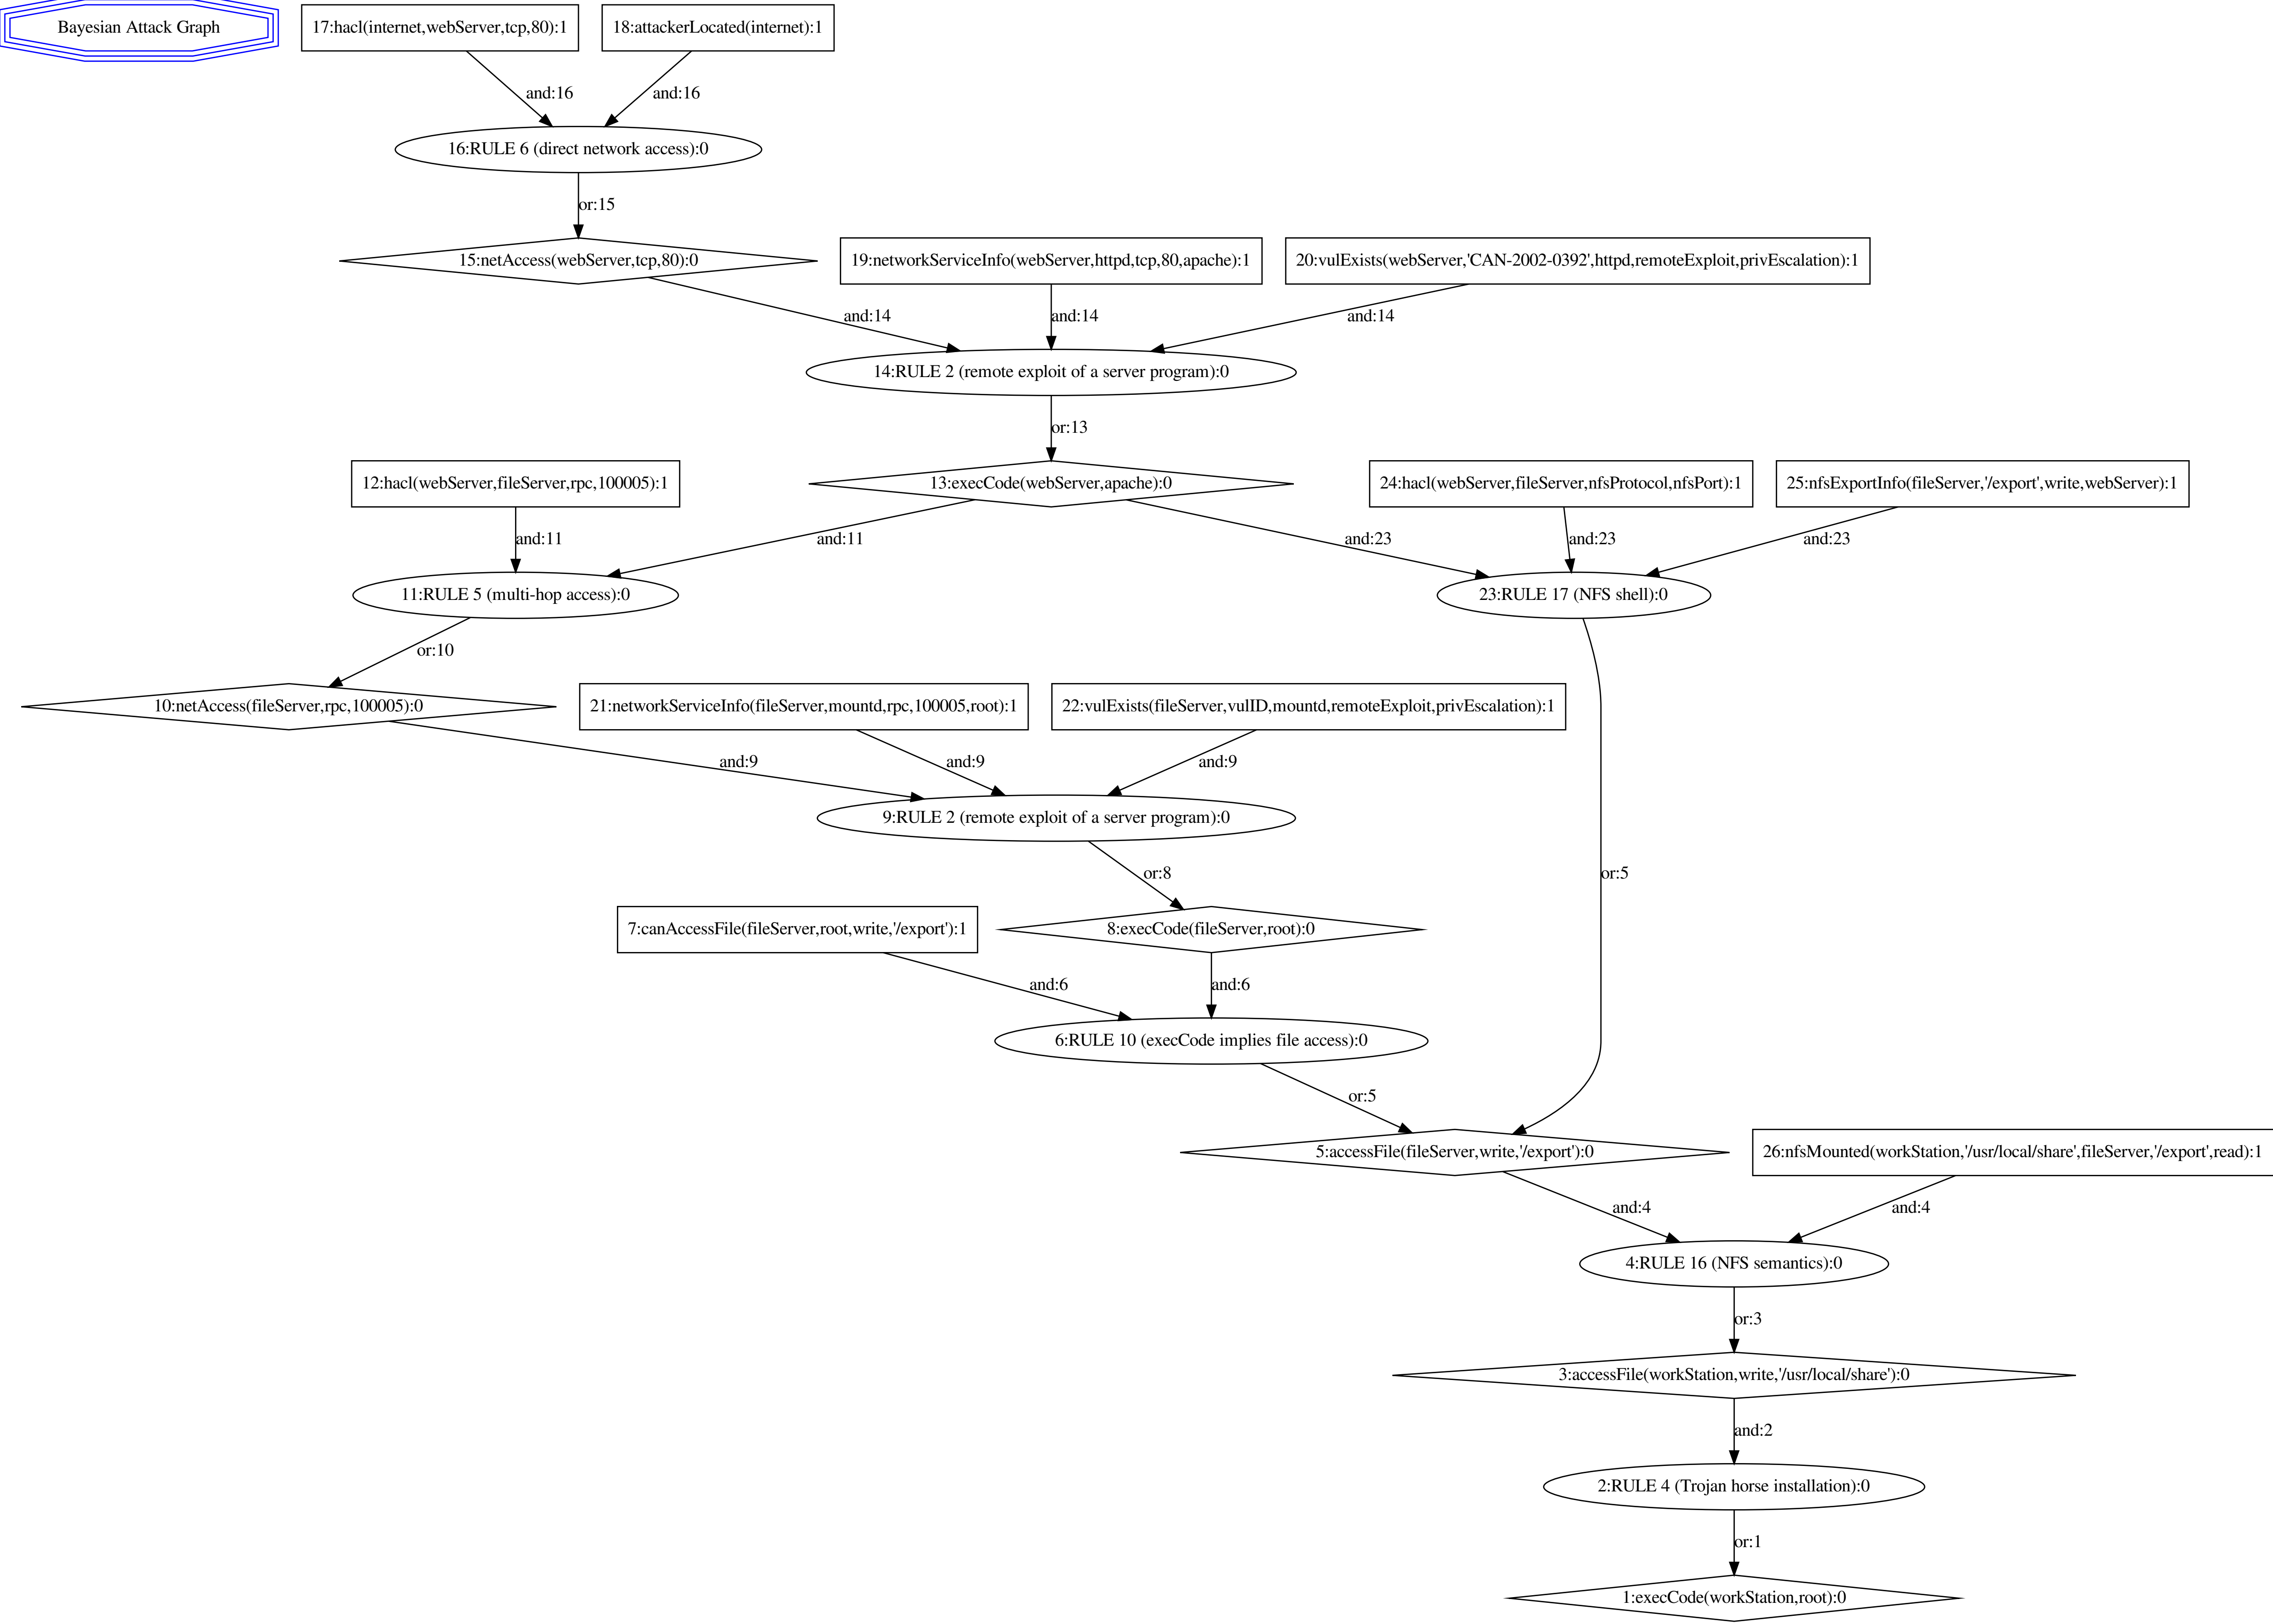 Bayesian Attack Graph
17:hacl(internet,webServer,tcp,80):1
18:attackerLocated(internet):1
and:16
and:16
16:RULE 6 (direct network access):0
or:15
15:netAccess(webServer,tcp,80):0
19:networkServiceInfo(webServer,httpd,tcp,80,apache):1
20:vulExists(webServer,'CAN-2002-0392',httpd,remoteExploit,privEscalation):1
and:14
and:14
and:14
14:RULE 2 (remote exploit of a server program):0
or:13
12:hacl(webServer,fileServer,rpc,100005):1
13:execCode(webServer,apache):0
24:hacl(webServer,fileServer,nfsProtocol,nfsPort):1
25:nfsExportInfo(fileServer,'/export',write,webServer):1
and:11
and:11
and:23
and:23
and:23
11:RULE 5 (multi-hop access):0
23:RULE 17 (NFS shell):0
or:10
10:netAccess(fileServer,rpc,100005):0
21:networkServiceInfo(fileServer,mountd,rpc,100005,root):1
22:vulExists(fileServer,vulID,mountd,remoteExploit,privEscalation):1
and:9
and:9
and:9
9:RULE 2 (remote exploit of a server program):0
or:8
or:5
7:canAccessFile(fileServer,root,write,'/export'):1
8:execCode(fileServer,root):0
and:6
and:6
6:RULE 10 (execCode implies file access):0
or:5
5:accessFile(fileServer,write,'/export'):0
26:nfsMounted(workStation,'/usr/local/share',fileServer,'/export',read):1
and:4
and:4
4:RULE 16 (NFS semantics):0
or:3
3:accessFile(workStation,write,'/usr/local/share'):0
and:2
2:RULE 4 (Trojan horse installation):0
or:1
1:execCode(workStation,root):0